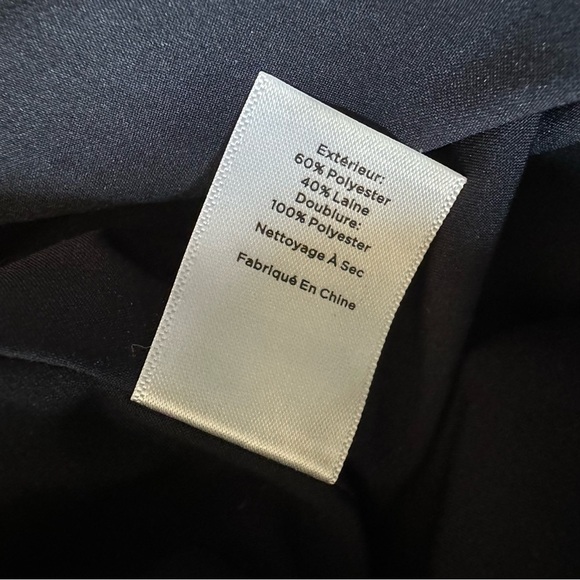 Extérieur:
60% Polyester
40% Laine
Doublure:
100% Polyester
Nettoyage À Sec
Fabriqué En Chine